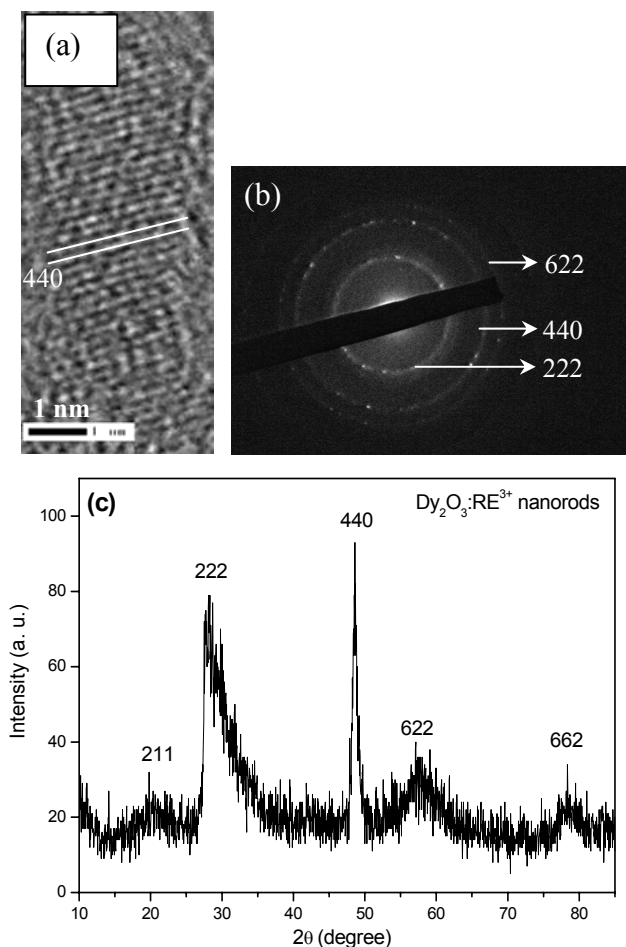 (a)
440
1 nm
(b)
622
440
222
(c)
Dy₂O₃:RE³⁺ nanorods
440
222
211
622
662
100
80
60
40
20
0
Intensity (a. u.)
10 20 30 40 50 60 70 80
2θ (degree)